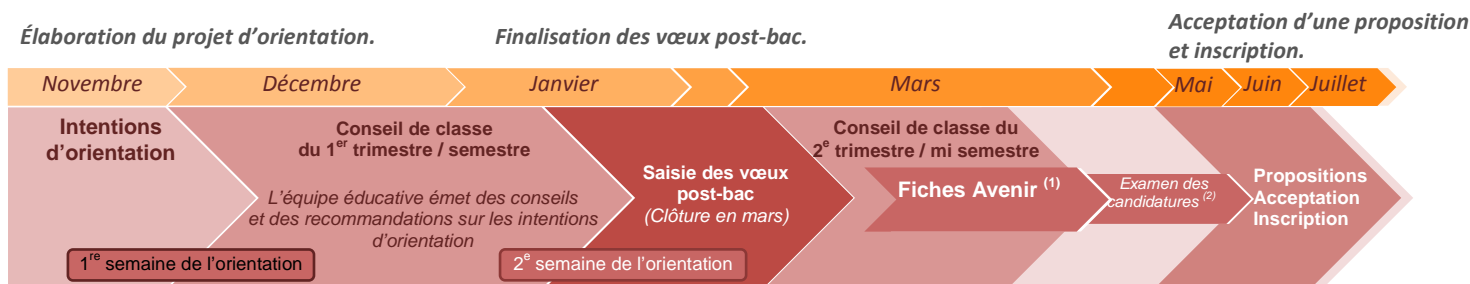 Élaboration du projet d'orientation.
Finalisation des vœux post-bac.
Acceptation d'une proposition
et inscription.
Novembre
Décembre
Janvier
Mars
Mai
Juin
Juillet
Intentions
d'orientation
Conseil de classe
du 1er trimestre / semestre
L'équipe éducative émet des conseils
et des recommandations sur les intentions
d'orientation
Saisie des vœux
post-bac
(Clôture en mars)
Conseil de classe du
2e trimestre / mi semestre
Fiches Avenir (1)
Examen des
candidatures (2)
Propositions
Acceptation
Inscription
1re semaine de l'orientation
2e semaine de l'orientation